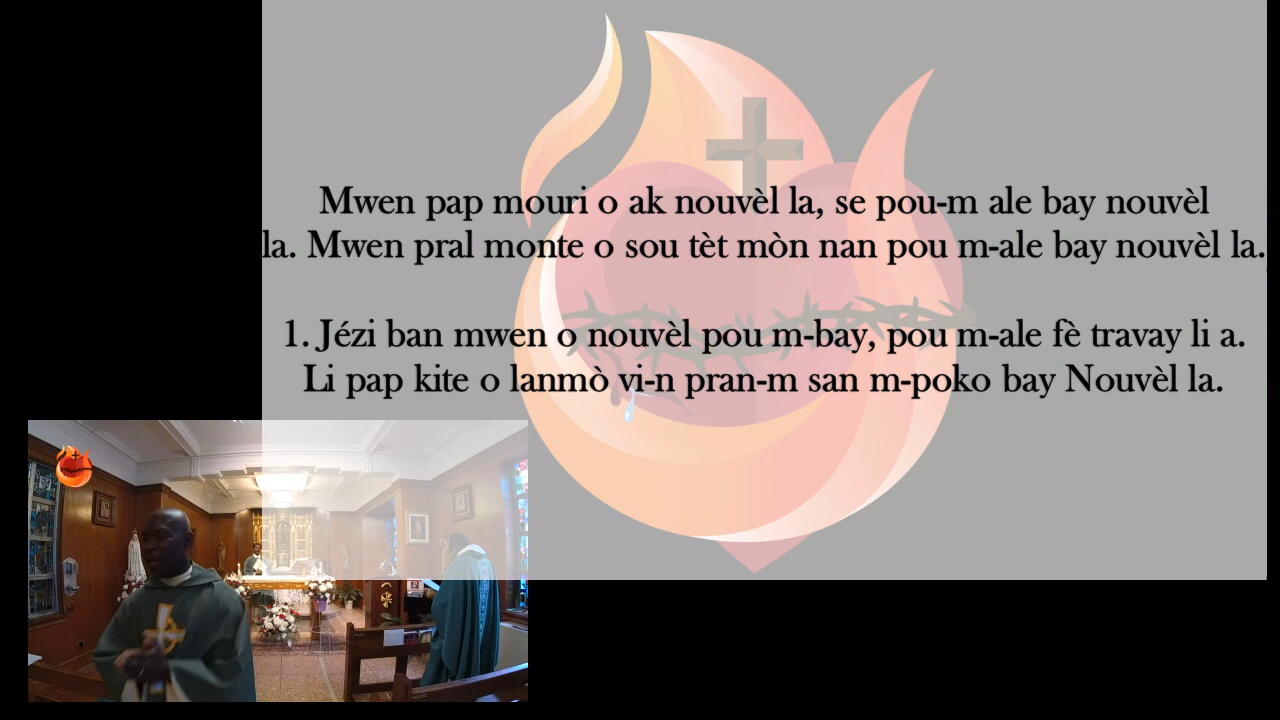 Mwen pap mouri o ak nouvèl la, se pou-m ale bay nouvèl
la. Mwen pral monte o sou tèt mòn nan pou m-ale bay nouvèl la.
1. Jézi ban mwen o nouvèl pou m-bay, pou m-ale fè travay li a.
Li pap kite o lanmò vi-n pran-m san m-poko bay Nouvèl la.